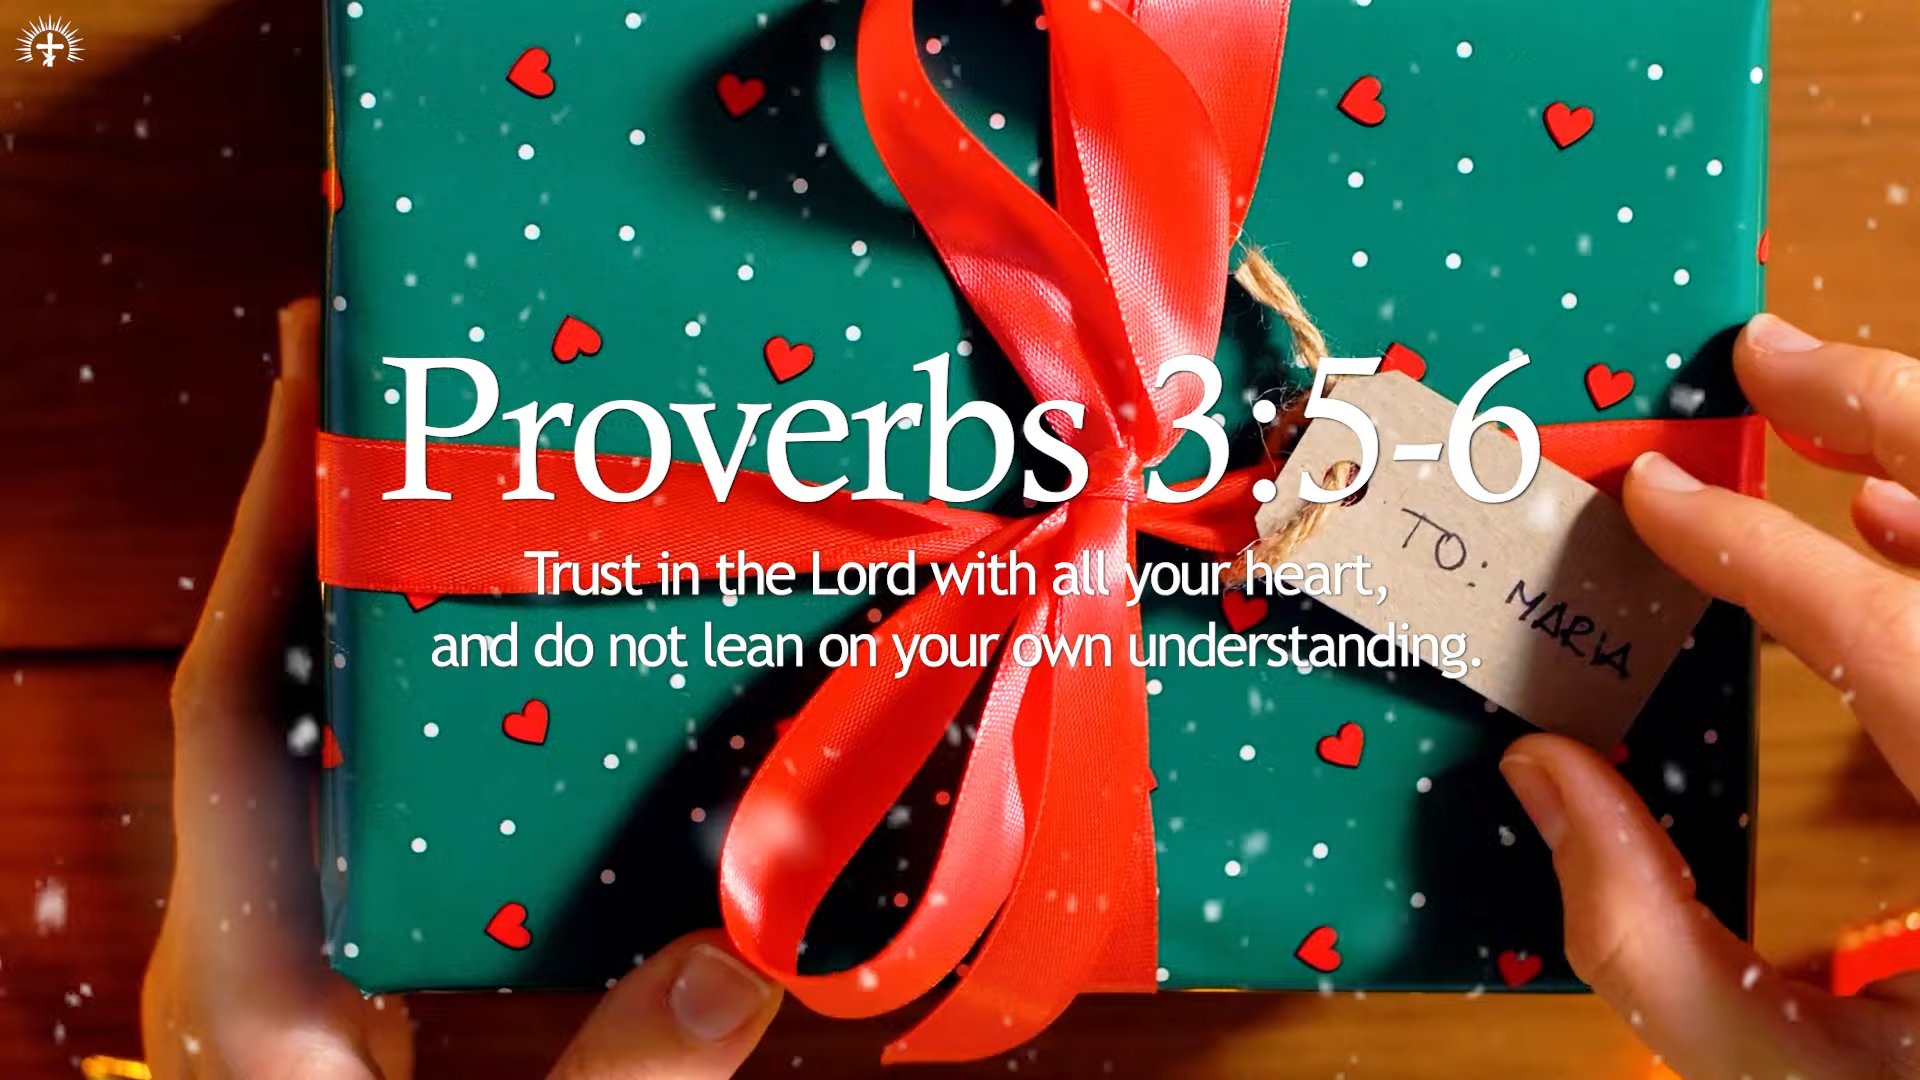 Proverbs 3:5-6
TO: MARIA
Trust in the Lord with all your heart,
and do not lean on your own understanding.